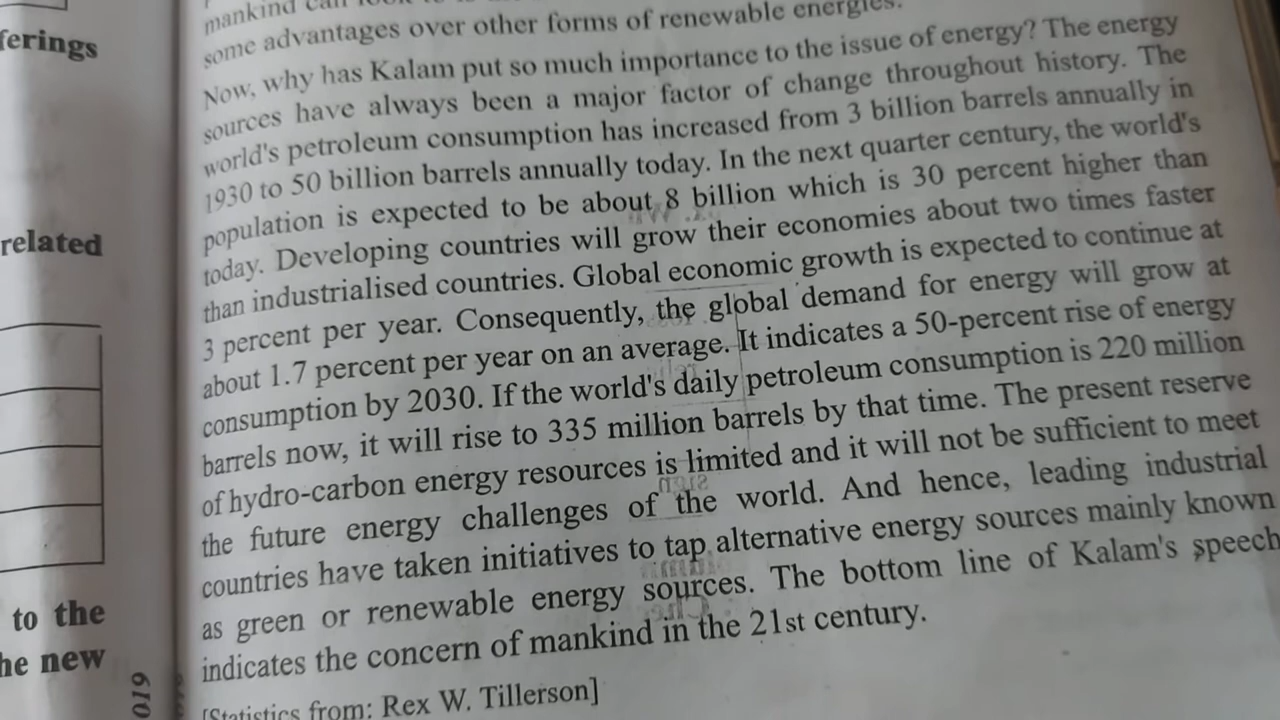 ferings
related
to the
he new
019
mankind can
some advantages over other forms of renewable energies.
Now, why has Kalam put so much importance to the issue of energy? The energy
sources have always been a major factor of change throughout history. The
world's petroleum consumption has increased from 3 billion barrels annually in
1930 to 50 billion barrels annually today. In the next quarter century, the world's
population is expected to be about 8 billion which is 30 percent higher than
today. Developing countries will grow their economies about two times faster
than industrialised countries. Global economic growth is expected to continue at
3 percent per year. Consequently, the global demand for energy will grow at
about 1.7 percent per year on an average. It indicates a 50-percent rise of energy
consumption by 2030. If the world's daily petroleum consumption is 220 million
barrels now, it will rise to 335 million barrels by that time. The present reserve
of hydro-carbon energy resources is limited and it will not be sufficient to meet
the future energy challenges of the world. And hence, leading industrial
countries have taken initiatives to tap alternative energy sources mainly known
as green or renewable energy sources. The bottom line of Kalam's speech
indicates the concern of mankind in the 21st century.
[Statistics from: Rex W. Tillerson]